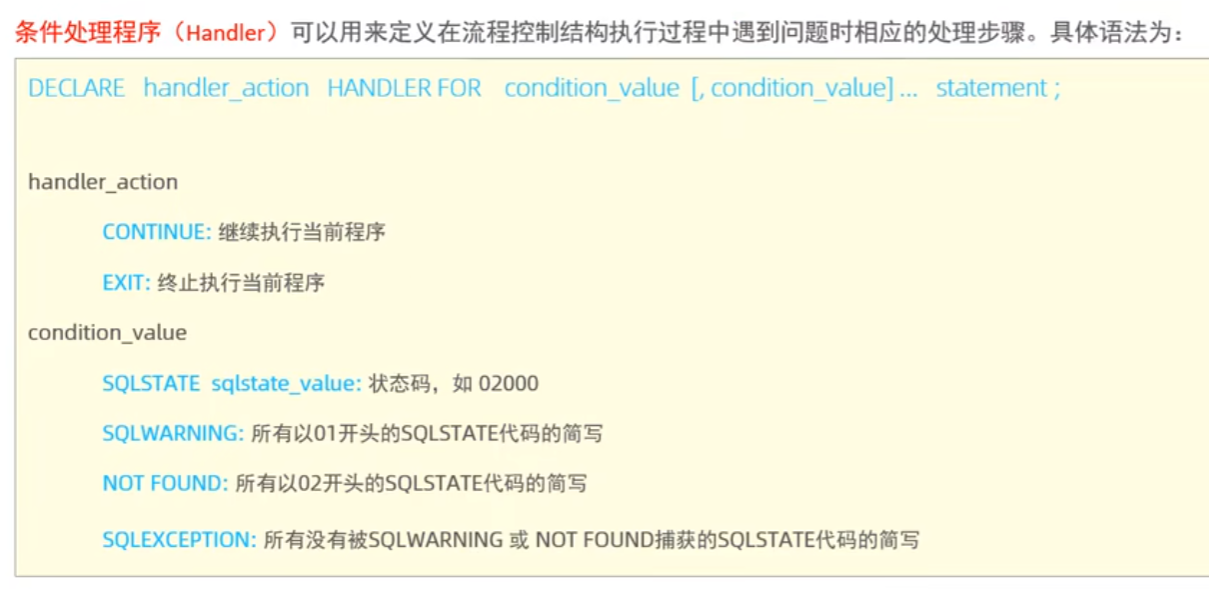 条件处理程序（Handler）可以用来定义在流程控制结构执行过程中遇到问题时相应的处理步骤。具体语法为：
DECLARE handler_action HANDLER FOR condition_value [, condition_value] ... statement ;
handler_action
CONTINUE: 继续执行当前程序
EXIT: 终止执行当前程序
condition_value
SQLSTATE sqlstate_value: 状态码，如 02000
SQLWARNING: 所有以01开头的SQLSTATE代码的简写
NOT FOUND: 所有以02开头的SQLSTATE代码的简写
SQLEXCEPTION: 所有没有被SQLWARNING 或 NOT FOUND捕获的SQLSTATE代码的简写